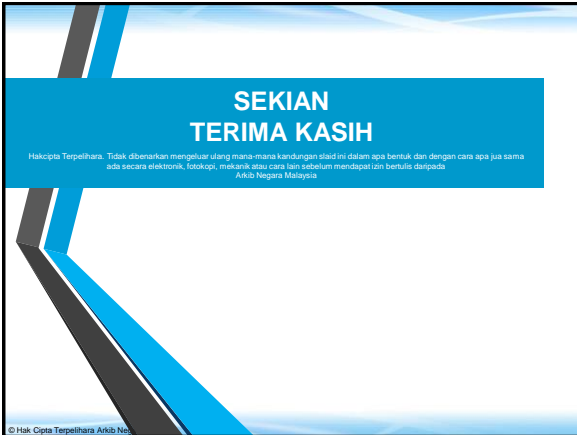 SEKIAN
TERIMA KASIH
Hakcipta Terpelihara. Tidak dibenarkan mengeluar ulang mana-mana kandungan slaid ini dalam apa bentuk dan dengan cara apa jua sama
ada secara elektronik, fotokopi, mekanik atau cara lain sebelum mendapat izin bertulis daripada
Arkib Negara Malaysia
© Hak Cipta Terpelihara Arkib